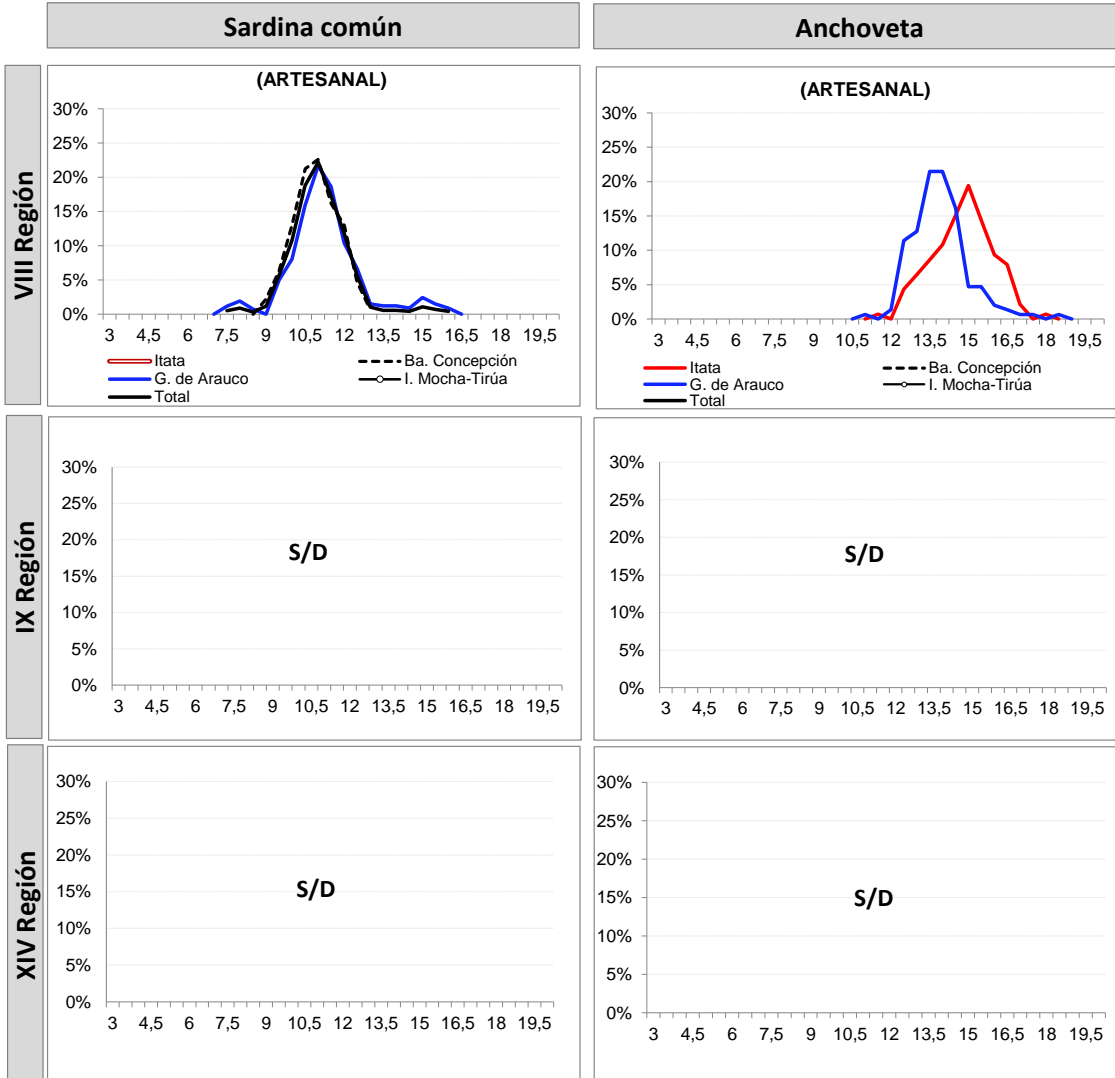 Sardina común
Anchoveta
VIII Región
(ARTESANAL)
30%
25%
20%
15%
10%
5%
0%
3 4,5 6 7,5 9 10,5 12 13,5 15 16,5 18 19,5
Itata
Ba. Concepción
G. de Arauco
I. Mocha-Tirúa
Total
(ARTESANAL)
30%
25%
20%
15%
10%
5%
0%
3 4,5 6 7,5 9 10,5 12 13,5 15 16,5 18 19,5
Itata
Ba. Concepción
G. de Arauco
I. Mocha-Tirúa
Total
IX Región
30%
25%
20%
15%
10%
5%
0%
S/D
3 4,5 6 7,5 9 10,5 12 13,5 15 16,5 18 19,5
30%
25%
20%
15%
10%
5%
0%
S/D
3 4,5 6 7,5 9 10,5 12 13,5 15 16,5 18 19,5
XIV Región
30%
25%
20%
15%
10%
5%
0%
S/D
3 4,5 6 7,5 9 10,5 12 13,5 15 16,5 18 19,5
30%
25%
20%
15%
10%
5%
0%
S/D
3 4,5 6 7,5 9 10,5 12 13,5 15 16,5 18 19,5